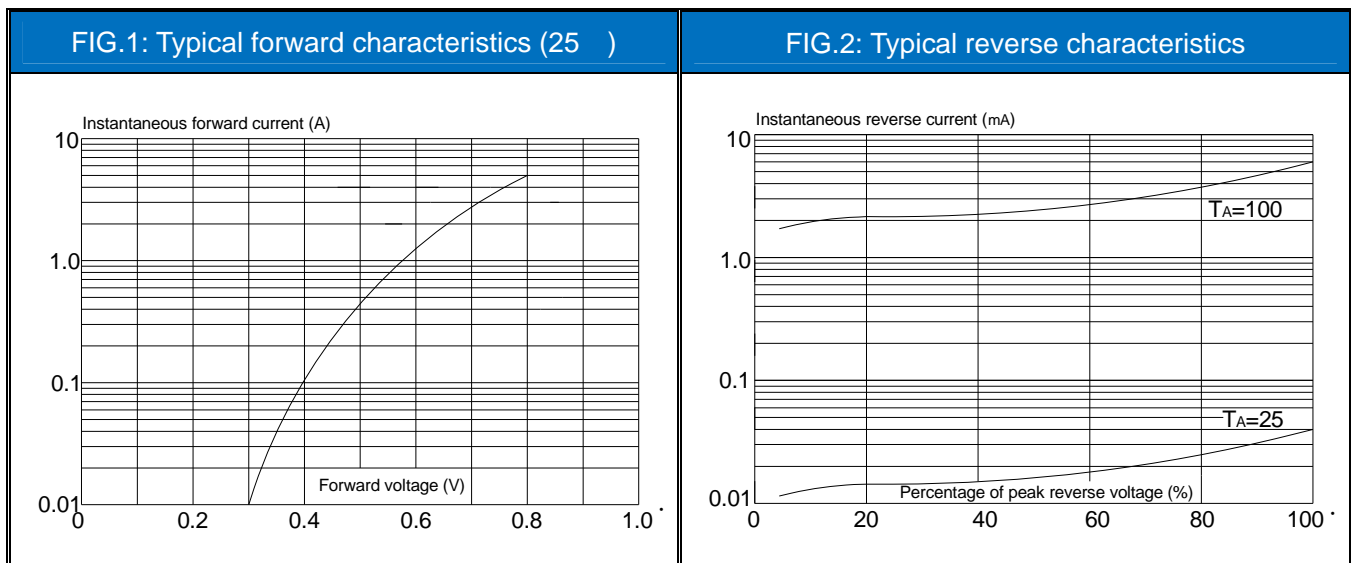 FIG.1: Typical forward characteristics (25 )
Instantaneous forward current (A)
10
1.0
0.1
0.01
Forward voltage (V)
0 0.2 0.4 0.6 0.8 1.0
FIG.2: Typical reverse characteristics
Instantaneous reverse current (mA)
10
TA=100
1.0
0.1
TA=25
0.01
Percentage of peak reverse voltage (%)
0 20 40 60 80 100